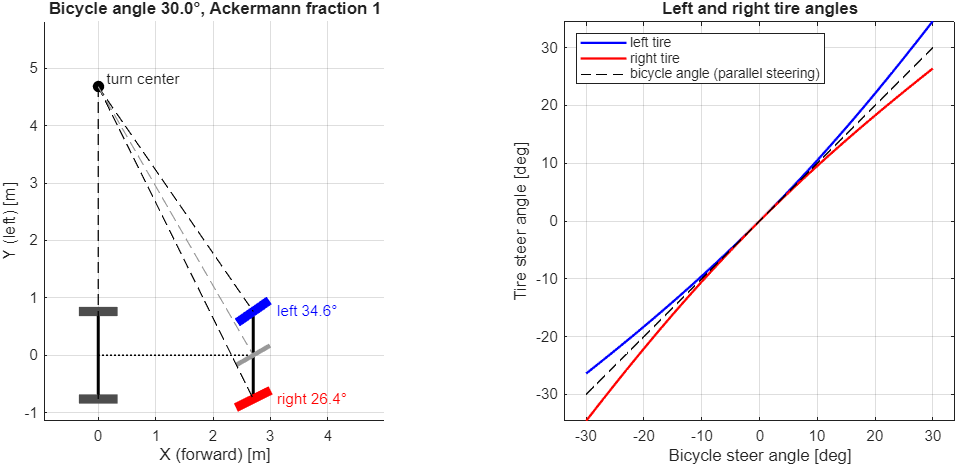 Bicycle angle 30.0°, Ackermann fraction 1
turn center
5
4
3
2
1
0
-1
Y (left) [m]
left 34.6°
right 26.4°
0
1
2
3
4
X (forward) [m]
Left and right tire angles
left tire
right tire
bicycle angle (parallel steering)
30
20
10
0
-10
-20
-30
Tire steer angle [deg]
-30
-20
-10
0
10
20
30
Bicycle steer angle [deg]